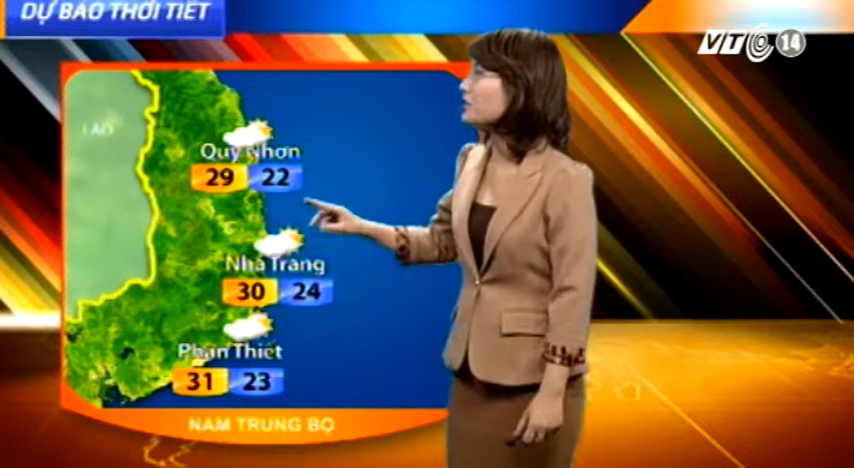 DỰ BÁO THỜI TIẾT
VTC 14
LÀO
Quy Nhơn
29 22
Nha Trang
30 24
Phan Thiết
31 23
NAM TRUNG BỘ